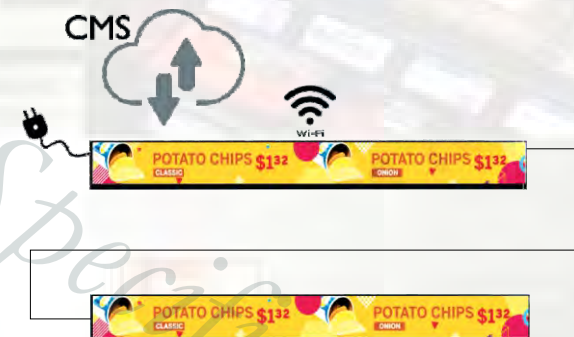 CMS
Wi-Fi
POTATO CHIPS $1³² POTATO CHIPS $1³²
CLASSIC ONION
POTATO CHIPS $1³² POTATO CHIPS $1³²
CLASSIC ONION
Specifi